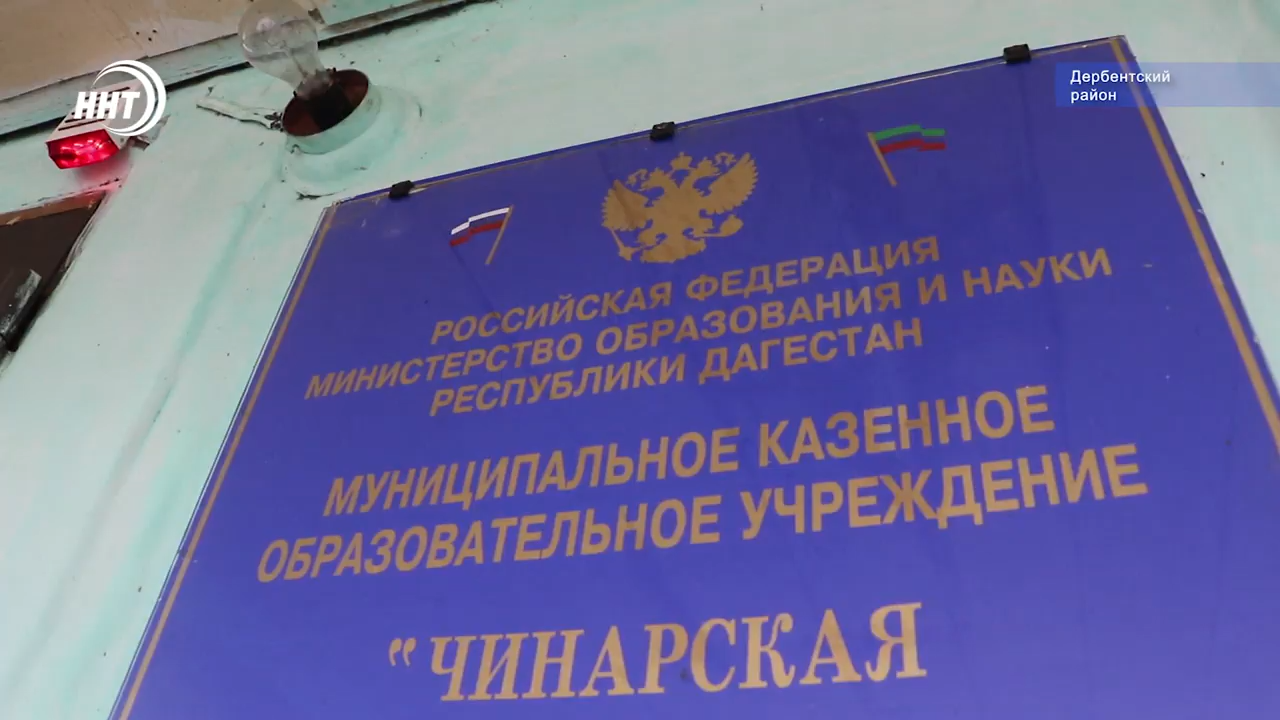 ННТ
Дербентский
район
РОССИЙСКАЯ ФЕДЕРАЦИЯ
МИНИСТЕРСТВО ОБРАЗОВАНИЯ И НАУКИ
РЕСПУБЛИКИ ДАГЕСТАН
МУНИЦИПАЛЬНОЕ КАЗЕННОЕ
ОБРАЗОВАТЕЛЬНОЕ УЧРЕЖДЕНИЕ
“ЧИНАРСКАЯ